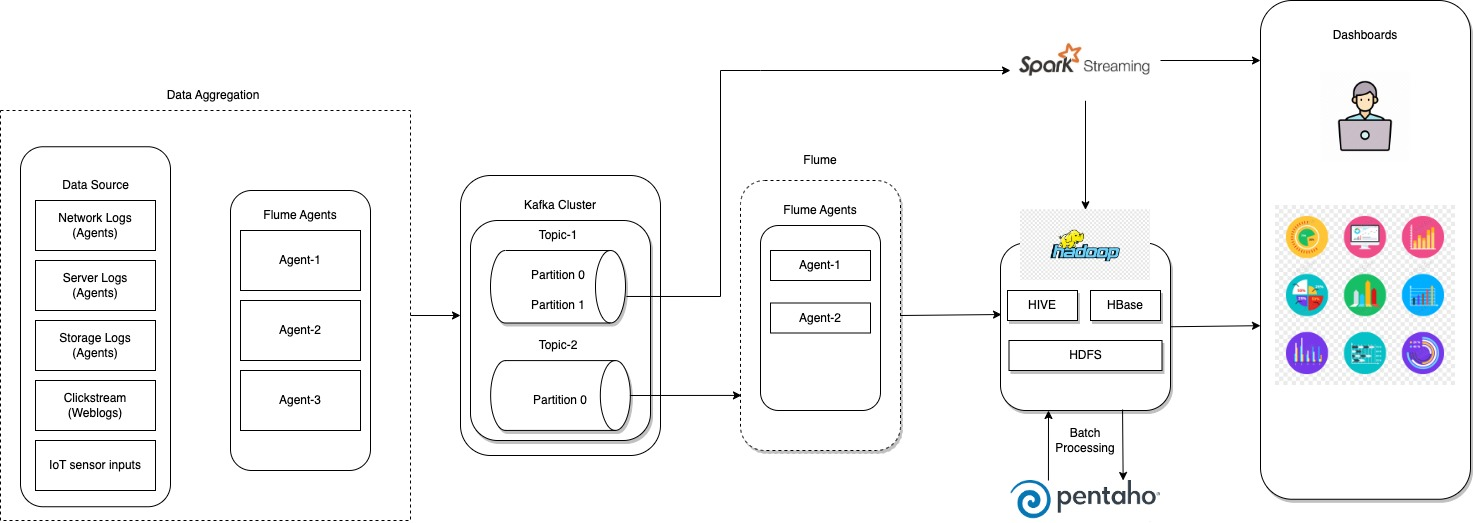 Data Aggregation
Data Source
Network Logs
(Agents)
Server Logs
(Agents)
Storage Logs
(Agents)
Clickstream
(Weblogs)
IoT sensor inputs
Flume Agents
Agent-1
Agent-2
Agent-3
Kafka Cluster
Topic-1
Partition 0
Partition 1
Topic-2
Partition 0
Flume
Flume Agents
Agent-1
Agent-2
Spark Streaming
hadoop
HIVE
HBase
HDFS
Batch
Processing
pentaho
Dashboards